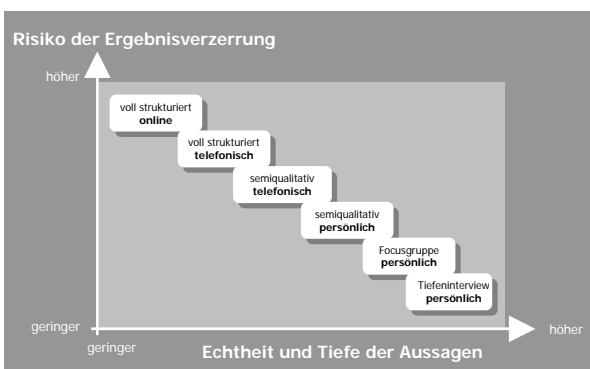 Risiko der Ergebnisverzerrung
höher
voll strukturiert
online
voll strukturiert
telefonisch
semiqualitativ
telefonisch
semiqualitativ
persönlich
Focusgruppe
persönlich
Tiefeninterview
persönlich
geringer
höher
geringer
Echtheit und Tiefe der Aussagen